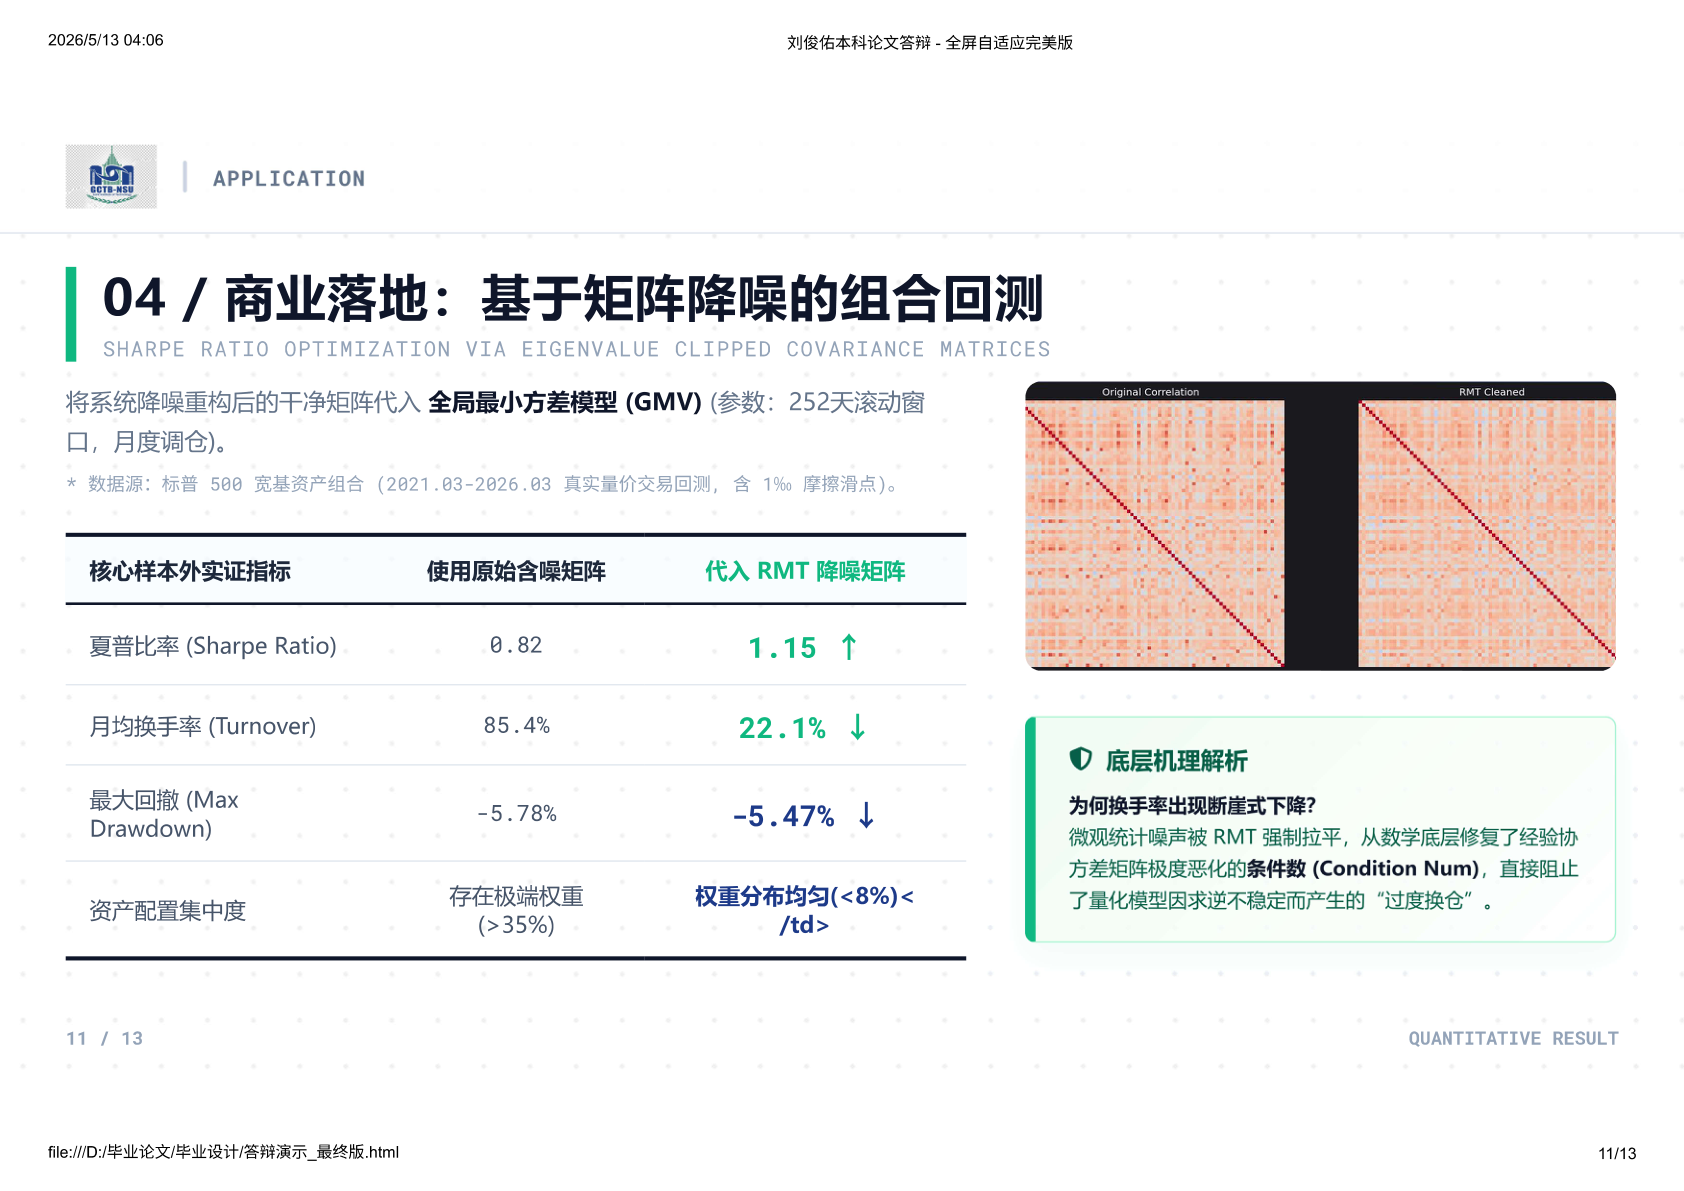 2026/5/13 04:06
刘俊佑本科论文答辩 - 全屏自适应完美版
GCTB-NSU
APPLICATION
04 / 商业落地：基于矩阵降噪的组合回测
SHARPE RATIO OPTIMIZATION VIA EIGENVALUE CLIPPED COVARIANCE MATRICES
将系统降噪重构后的干净矩阵代入 全局最小方差模型 (GMV) (参数：252天滚动窗
口，月度调仓)。
* 数据源：标普 500 宽基资产组合 (2021.03-2026.03 真实量价交易回测, 含 1‰ 摩擦滑点)。
核心样本外实证指标 使用原始含噪矩阵 代入 RMT 降噪矩阵
夏普比率 (Sharpe Ratio) 0.82 1.15 ↑
月均换手率 (Turnover) 85.4% 22.1% ↓
最大回撤 (Max
Drawdown) -5.78% -5.47% ↓
资产配置集中度
存在极端权重
(>35%)
权重分布均匀(<8%)<
/td>
Original Correlation RMT Cleaned
底层机理解析
为何换手率出现断崖式下降?
微观统计噪声被 RMT 强制拉平，从数学底层修复了经验协
方差矩阵极度恶化的条件数 (Condition Num)，直接阻止
了量化模型因求逆不稳定而产生的“过度换仓”。
11 / 13
QUANTITATIVE RESULT
file:///D:/毕业论文/毕业设计/答辩演示_最终版.html
11/13